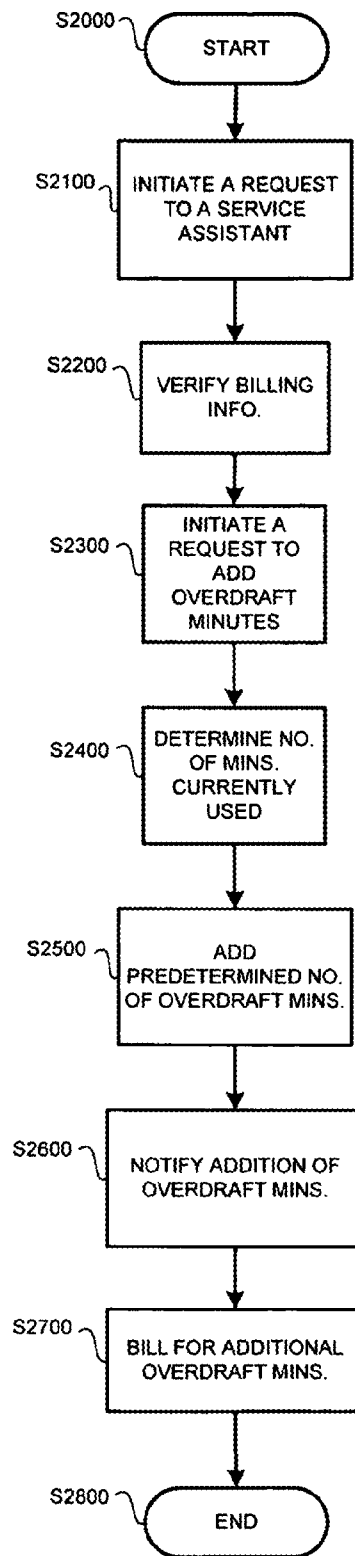 S2000
START
S2100
INITIATE A REQUEST
TO A SERVICE
ASSISTANT
S2200
VERIFY BILLING
INFO.
S2300
INITIATE A
REQUEST TO
ADD
OVERDRAFT
MINUTES
S2400
DETERMINE NO.
OF MINS.
CURRENTLY
USED
S2500
ADD
PREDETERMINED NO.
OF OVERDRAFT MINS.
S2600
NOTIFY ADDITION OF
OVERDRAFT MINS.
S2700
BILL FOR ADDITIONAL
OVERDRAFT MINS.
S2800
END